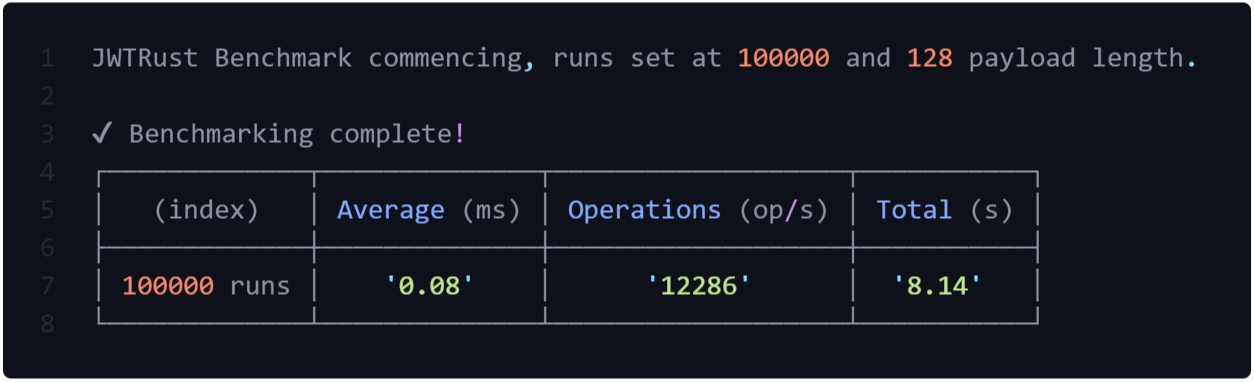 1 JWTRust Benchmark commencing, runs set at 100000 and 128 payload length.
2
3 ✓ Benchmarking complete!
4
5 (index) Average (ms) Operations (op/s) Total (s)
6
7 100000 runs '0.08' '12286' '8.14'
8